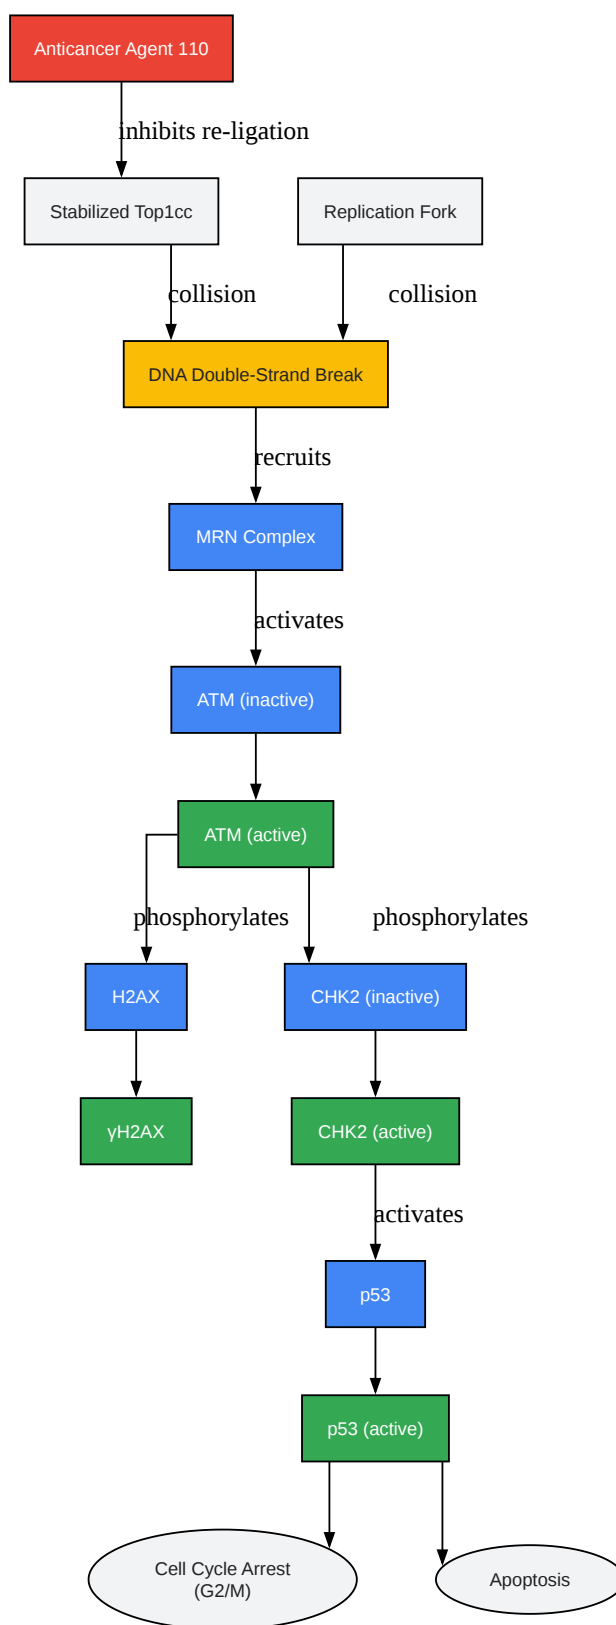 Anticancer Agent 110
inhibits re-ligation
Stabilized Top1cc
Replication Fork
collision
collision
DNA Double-Strand Break
recruits
MRN Complex
activates
ATM (inactive)
ATM (active)
phosphorylates
phosphorylates
H2AX
CHK2 (inactive)
γH2AX
CHK2 (active)
activates
p53
p53 (active)
Cell Cycle Arrest
(G2/M)
Apoptosis